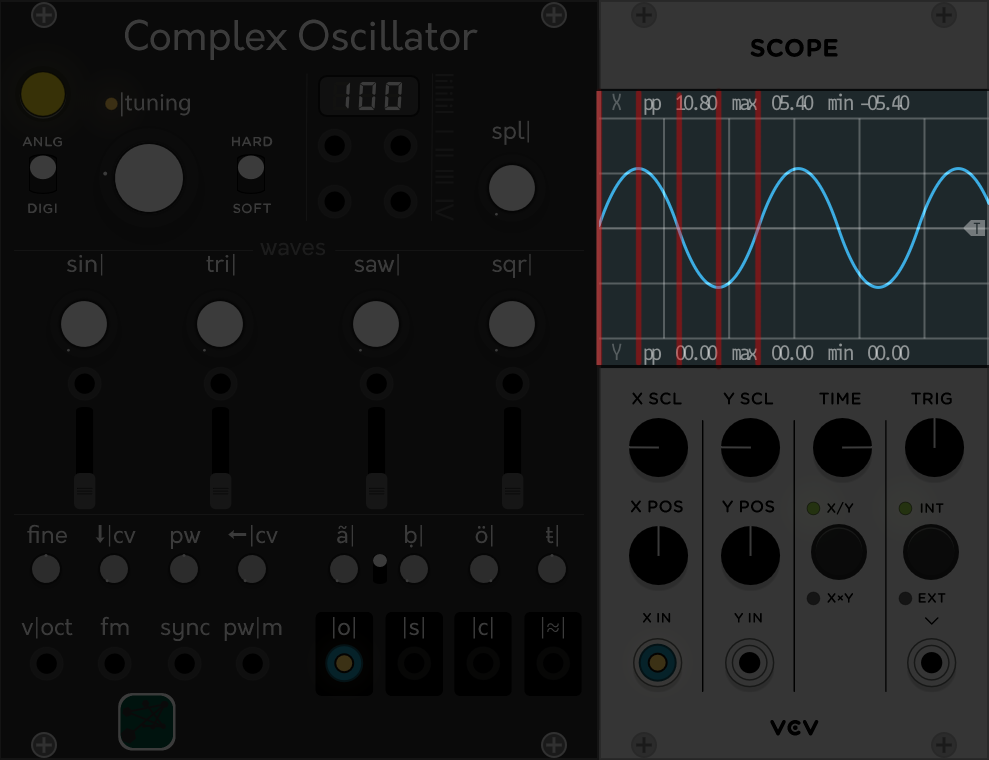 Complex Oscillator
|tuning
100
spl|
ANLG
DIGI
HARD
SOFT
waves
sin| tri| saw| sqr|
fine ↓|cv pw ←|cv ã| ḅ| ö| ŧ|
v|oct fm sync pw|m |o| |s| |c| |≈|
SCOPE
X pp 10.80 max 05.40 min -05.40
T
Y pp 00.00 max 00.00 min 00.00
X SCL Y SCL TIME TRIG
X POS Y POS X/Y INT
X×Y EXT
X IN Y IN
VCV